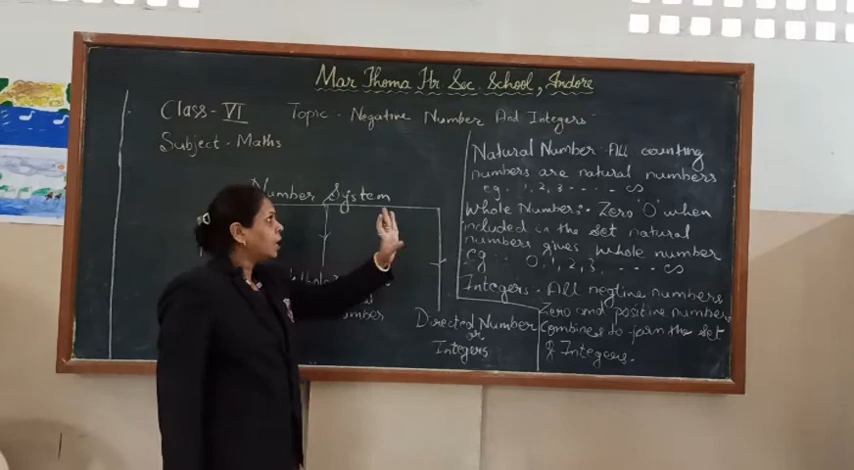 Mar Thoma Hr. Sec. School, Indore
Class - VI
Topic - Negative Number And Integers
Subject - Maths
Number System
umber
Directed Number
or
Integers
Natural Number - All counting
numbers are natural numbers
eg. 1, 2, 3 - - - - ∞
Whole Number:- Zero '0' when
included in the set natural
numbers gives whole number
eg - 0, 1, 2, 3, - - - - ∞
Integers - All negtive numbers
Zero and positive numbers
combines to form the set
of Integers.